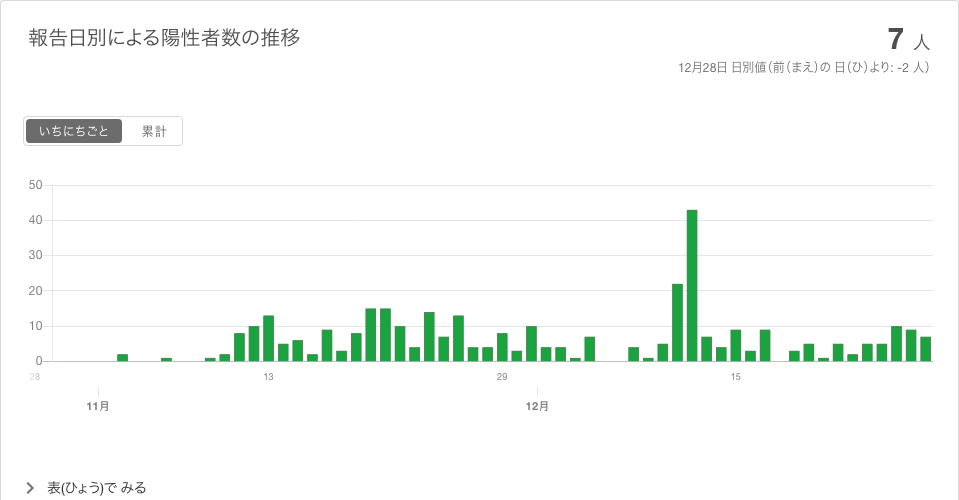 報告日別による陽性者数の推移
7 人
12月28日 日別値(前(まえ)の 日(ひ)より: -2 人)
いちにちごと 累計
50
40
30
20
10
0
28 13 29 15
11月 12月
表(ひょう)で みる